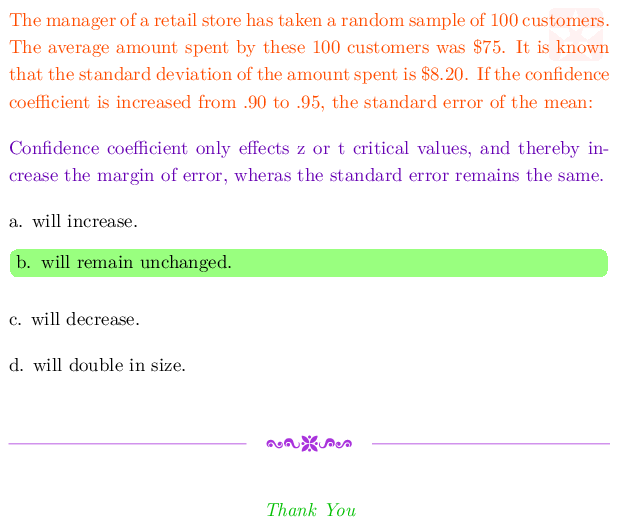 The manager of a retail store has taken a random sample of 100 customers.
The average amount spent by these 100 customers was $75. It is known
that the standard deviation of the amount spent is $8.20. If the confidence
coefficient is increased from .90 to .95, the standard error of the mean:
Confidence coefficient only effects z or t critical values, and thereby in-
crease the margin of error, wheras the standard error remains the same.
a. will increase.
b. will remain unchanged.
c. will decrease.
d. will double in size.
Thank You